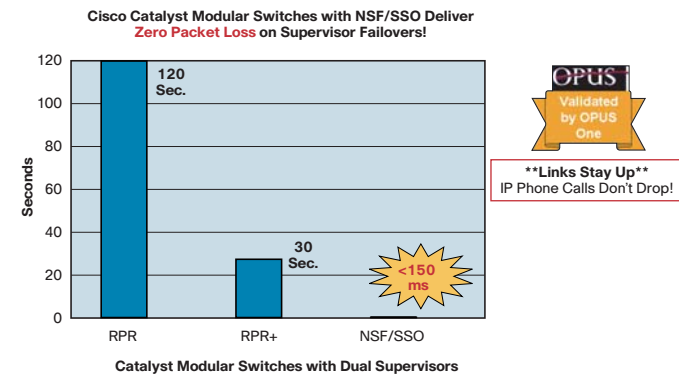 Cisco Catalyst Modular Switches with NSF/SSO Deliver
Zero Packet Loss on Supervisor Failovers!
120
100
80
60
40
20
0
Seconds
120
Sec.
30
Sec.
<150
ms
RPR
RPR+
NSF/SSO
Catalyst Modular Switches with Dual Supervisors
OPUS
Validated
by OPUS
One
**Links Stay Up**
IP Phone Calls Don't Drop!